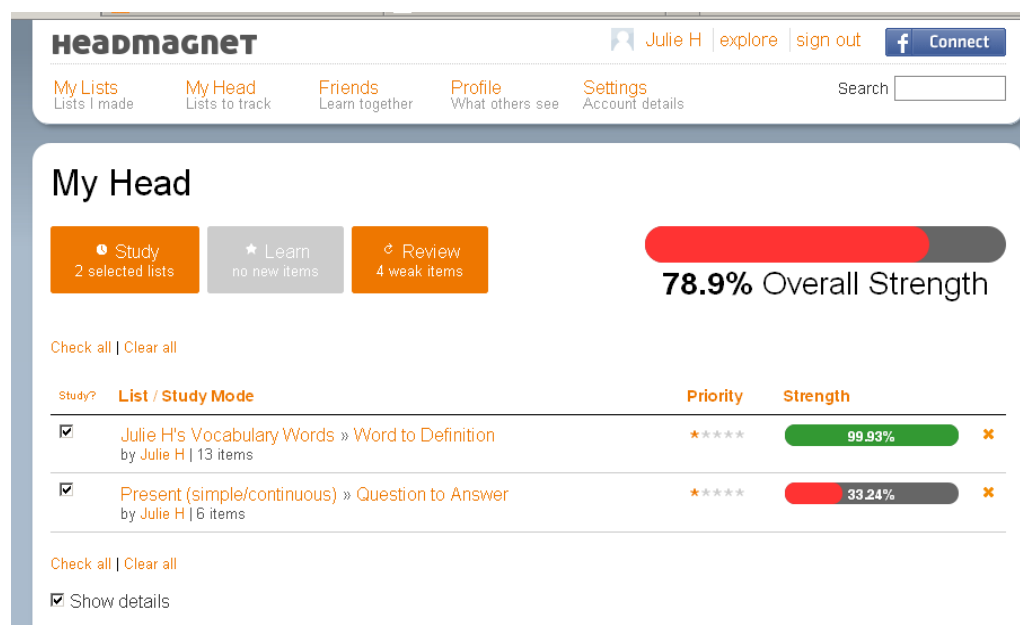 HEADMAGNET
Julie H explore sign out f Connect
My Lists My Head Friends Profile Settings Search
Lists I made Lists to track Learn together What others see Account details
My Head
Study Learn Review
2 selected lists no new items 4 weak items
78.9% Overall Strength
Check all | Clear all
Study? List / Study Mode Priority Strength
Julie H's Vocabulary Words » Word to Definition 99.93%
by Julie H | 13 items
Present (simple/continuous) » Question to Answer 33.24%
by Julie H | 6 items
Check all | Clear all
Show details